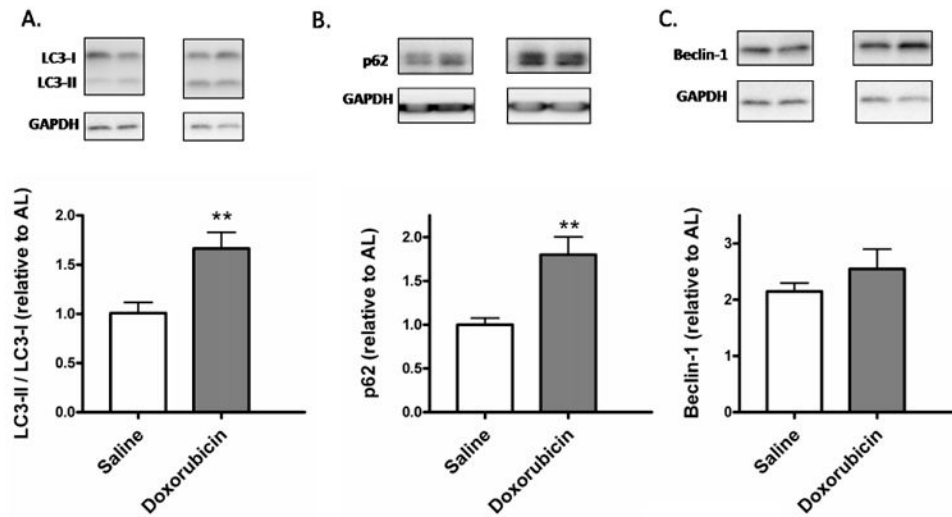 A.
LC3-I
LC3-II
GAPDH
LC3-II / LC3-I (relative to AL)
2.0
1.5
1.0
0.5
0.0
**
Saline
Doxorubicin
B.
p62
GAPDH
p62 (relative to AL)
2.0
1.5
1.0
0.5
0.0
**
Saline
Doxorubicin
C.
Beclin-1
GAPDH
Beclin-1 (relative to AL)
3
2
1
0
Saline
Doxorubicin